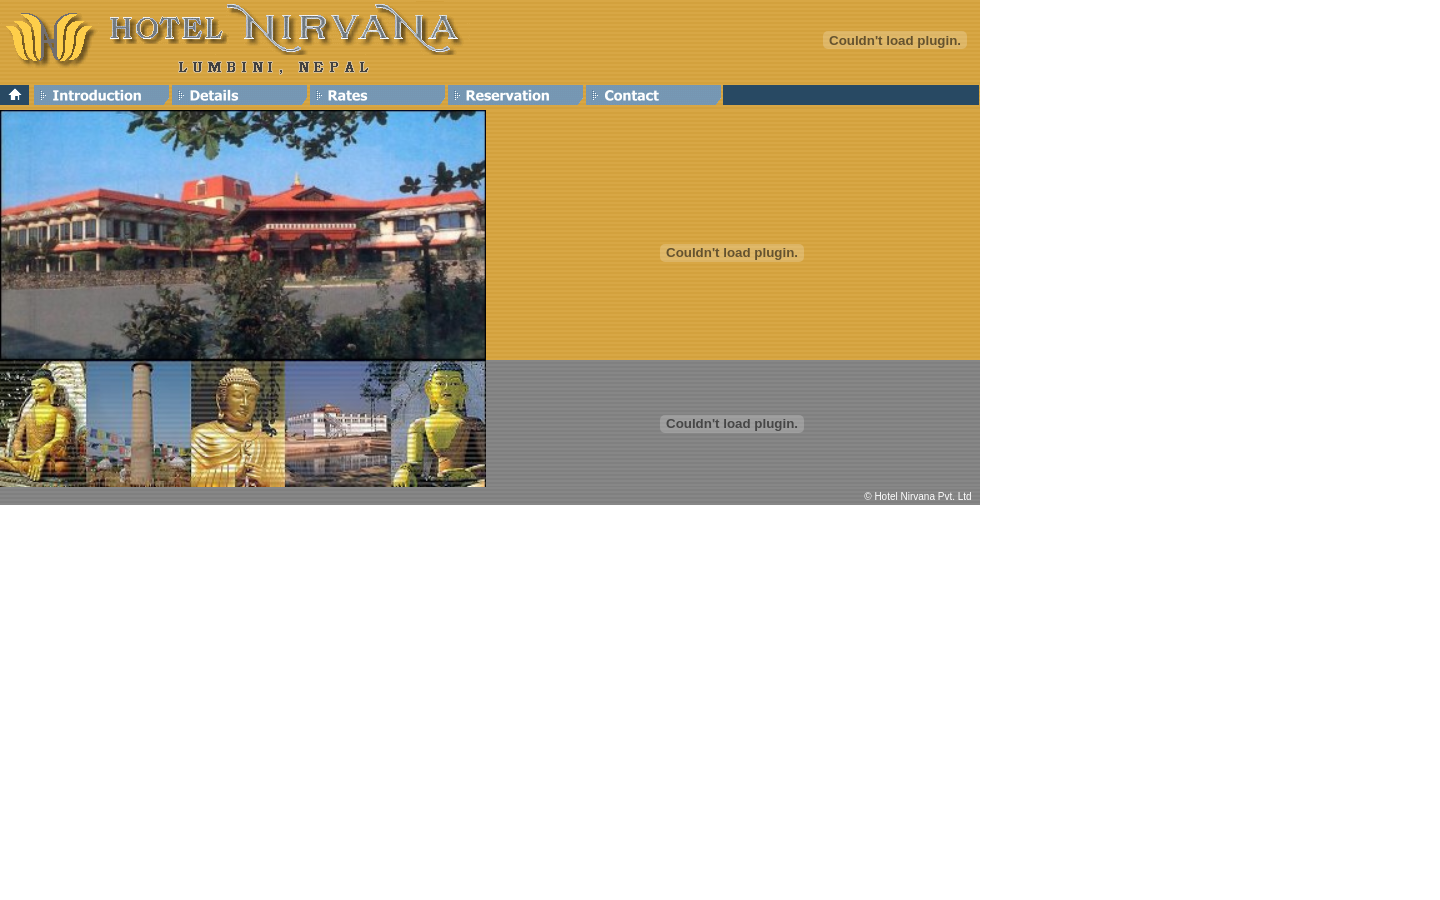 HOTEL NIRVANA
LUMBINI, NEPAL
Couldn't load plugin.
Introduction
Details
Rates
Reservation
Contact
Couldn't load plugin.
Couldn't load plugin.
© Hotel Nirvana Pvt. Ltd